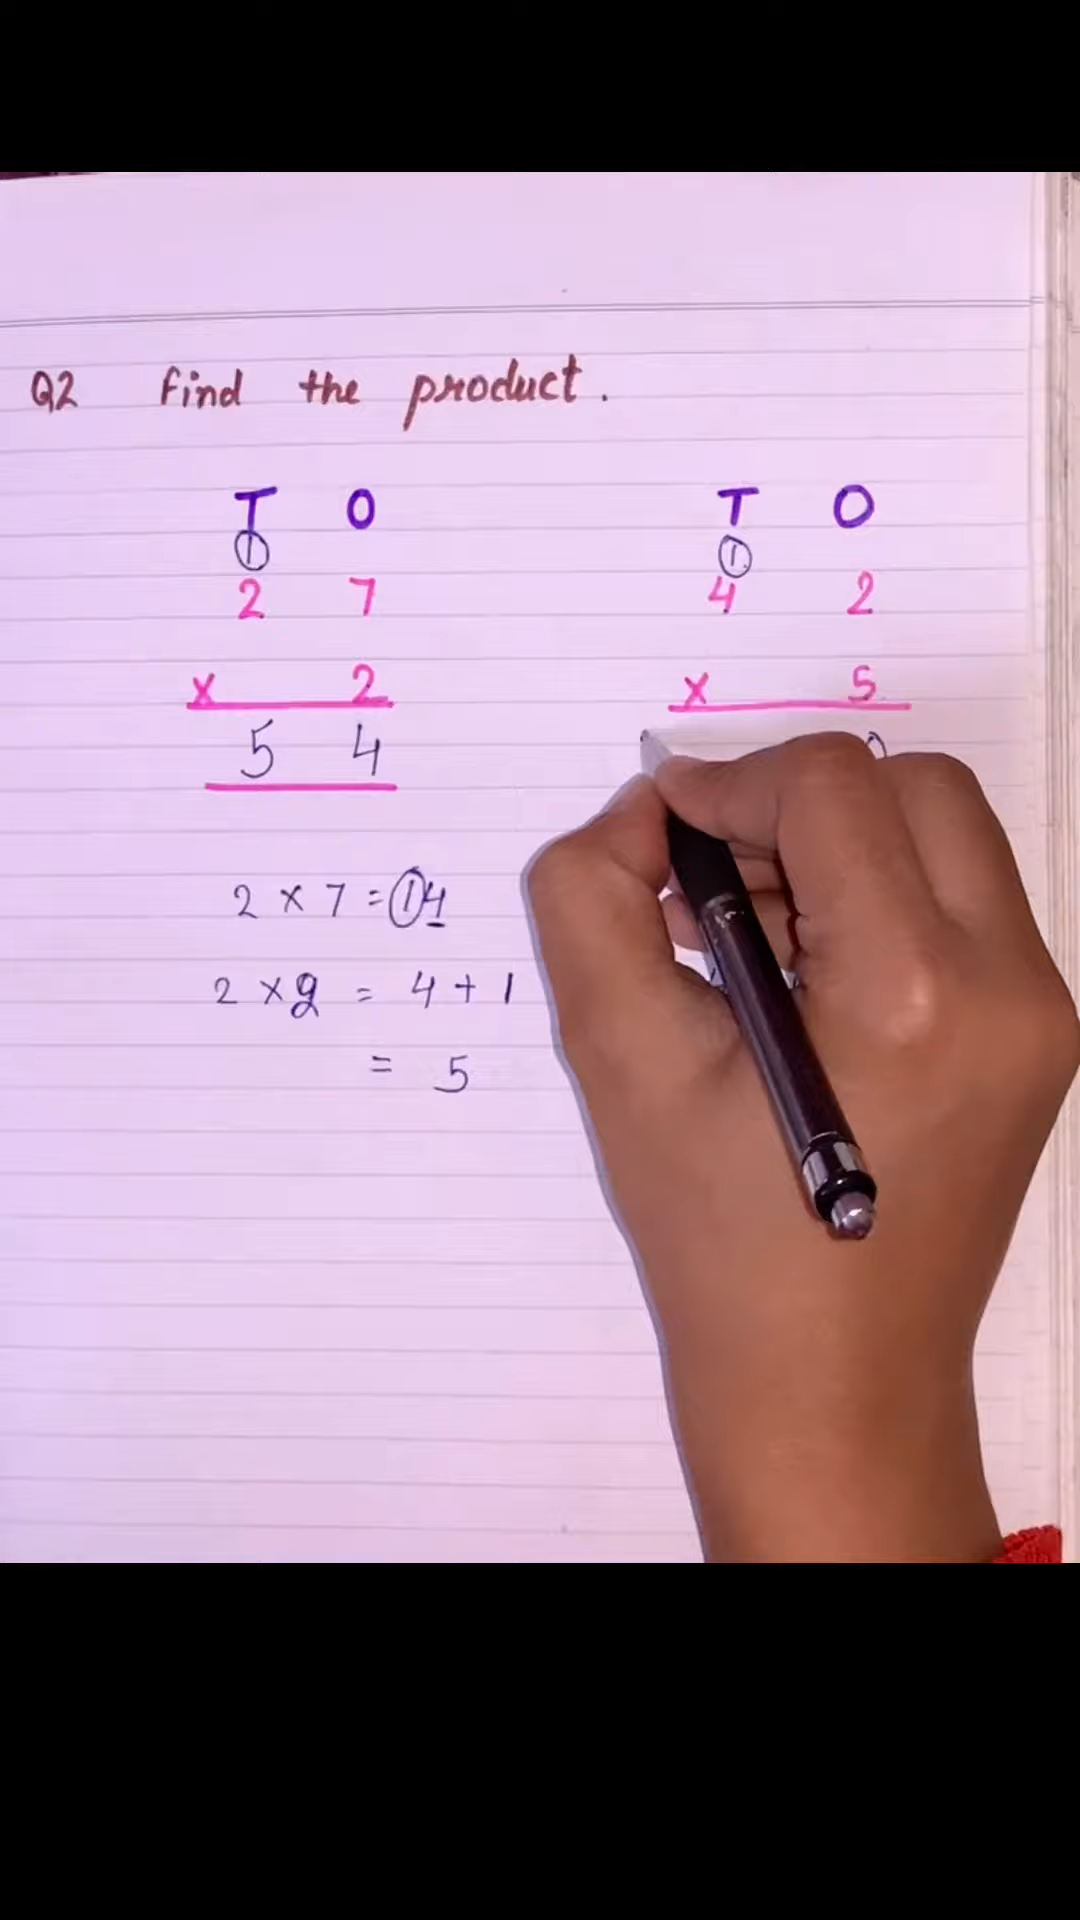 Q2 Find the product.
T O T O
1 1
2 7 4 2
x 2 x 5
5 4 0
2 x 7 = 14
2 x 2 = 4 + 1
= 5